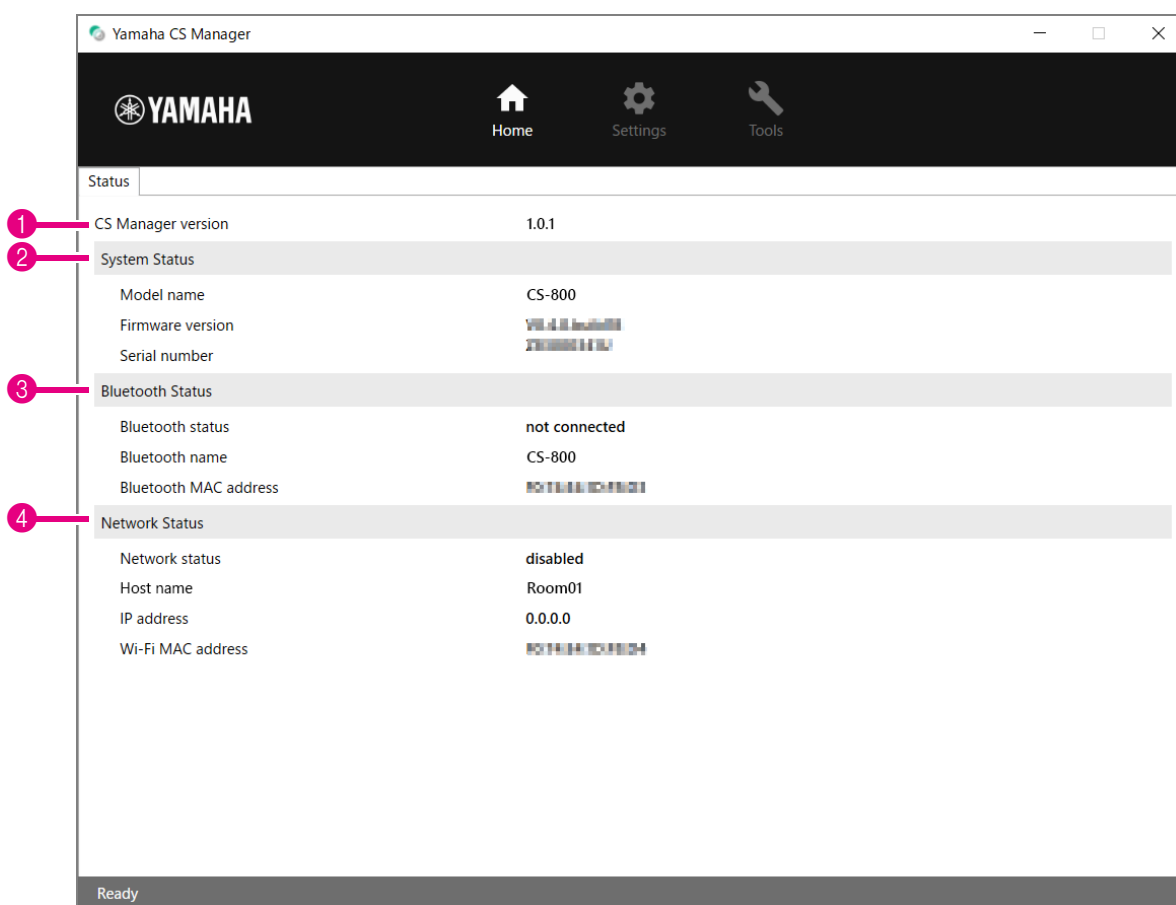 Yamaha CS Manager
YAMAHA
Home Settings Tools
Status
1 CS Manager version 1.0.1
2 System Status
Model name CS-800
Firmware version
Serial number
3 Bluetooth Status
Bluetooth status not connected
Bluetooth name CS-800
Bluetooth MAC address
4 Network Status
Network status disabled
Host name Room01
IP address 0.0.0.0
Wi-Fi MAC address
Ready